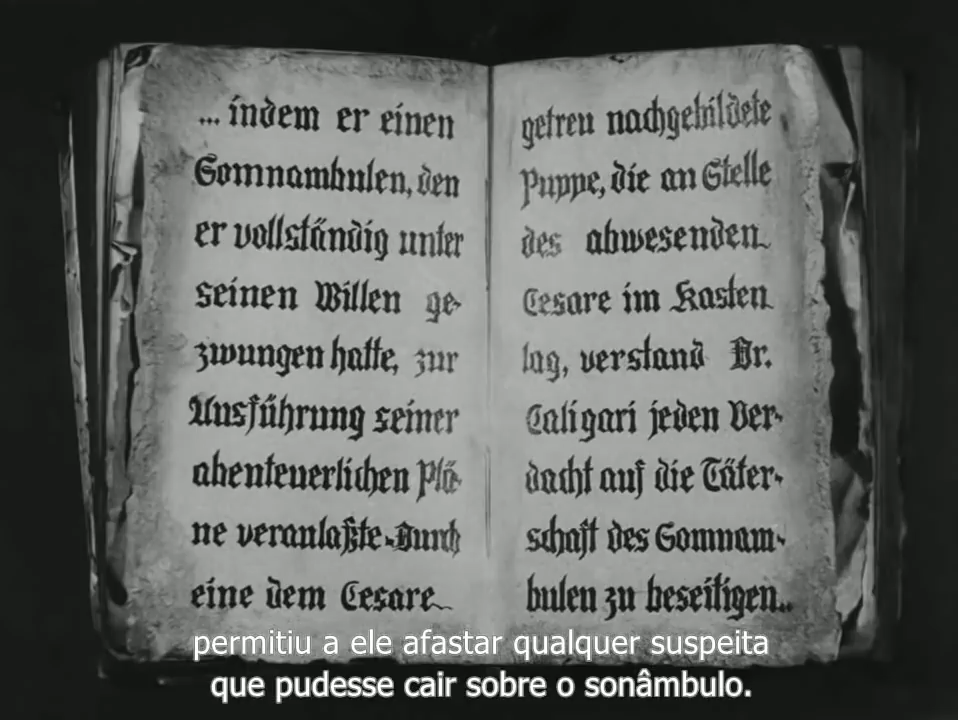 ... indem er einen
Somnambulen, den
er vollständig unter
seinen Willen ge-
zwungen hatte, zur
Ausführung seiner
abenteuerlichen Plä-
ne veranlaßte. Durch
eine dem Cesare
getreu nachgebildete
Puppe, die an Stelle
des abwesenden
Cesare im Kasten
lag, verstand Dr.
Caligari jeden Ver-
dacht auf die Täter-
schaft des Somnam-
bulen zu beseitigen..
permitiu a ele afastar qualquer suspeita
que pudesse cair sobre o sonâmbulo.